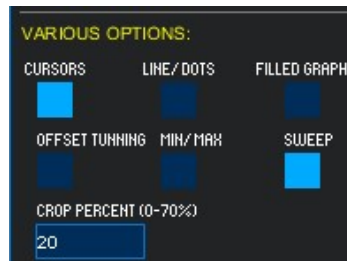 VARIOUS OPTIONS:
CURSORS LINE/DOTS FILLED GRAPH
OFFSET TUNNING MIN/MAX SWEEP
CROP PERCENT (0-70%)
20